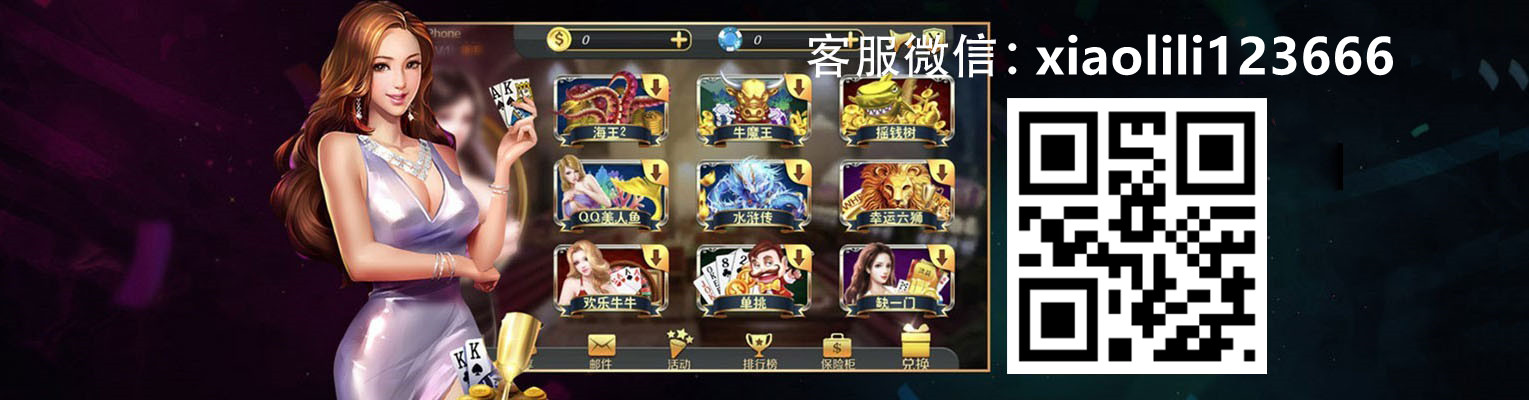 客服微信：xiaolili123666
Phone
0
0
海王2
牛魔王
摇钱树
QQ美人鱼
水浒传
幸运六狮
欢乐牛牛
单挑
缺一门
邮件
活动
排行榜
保险柜
兑换